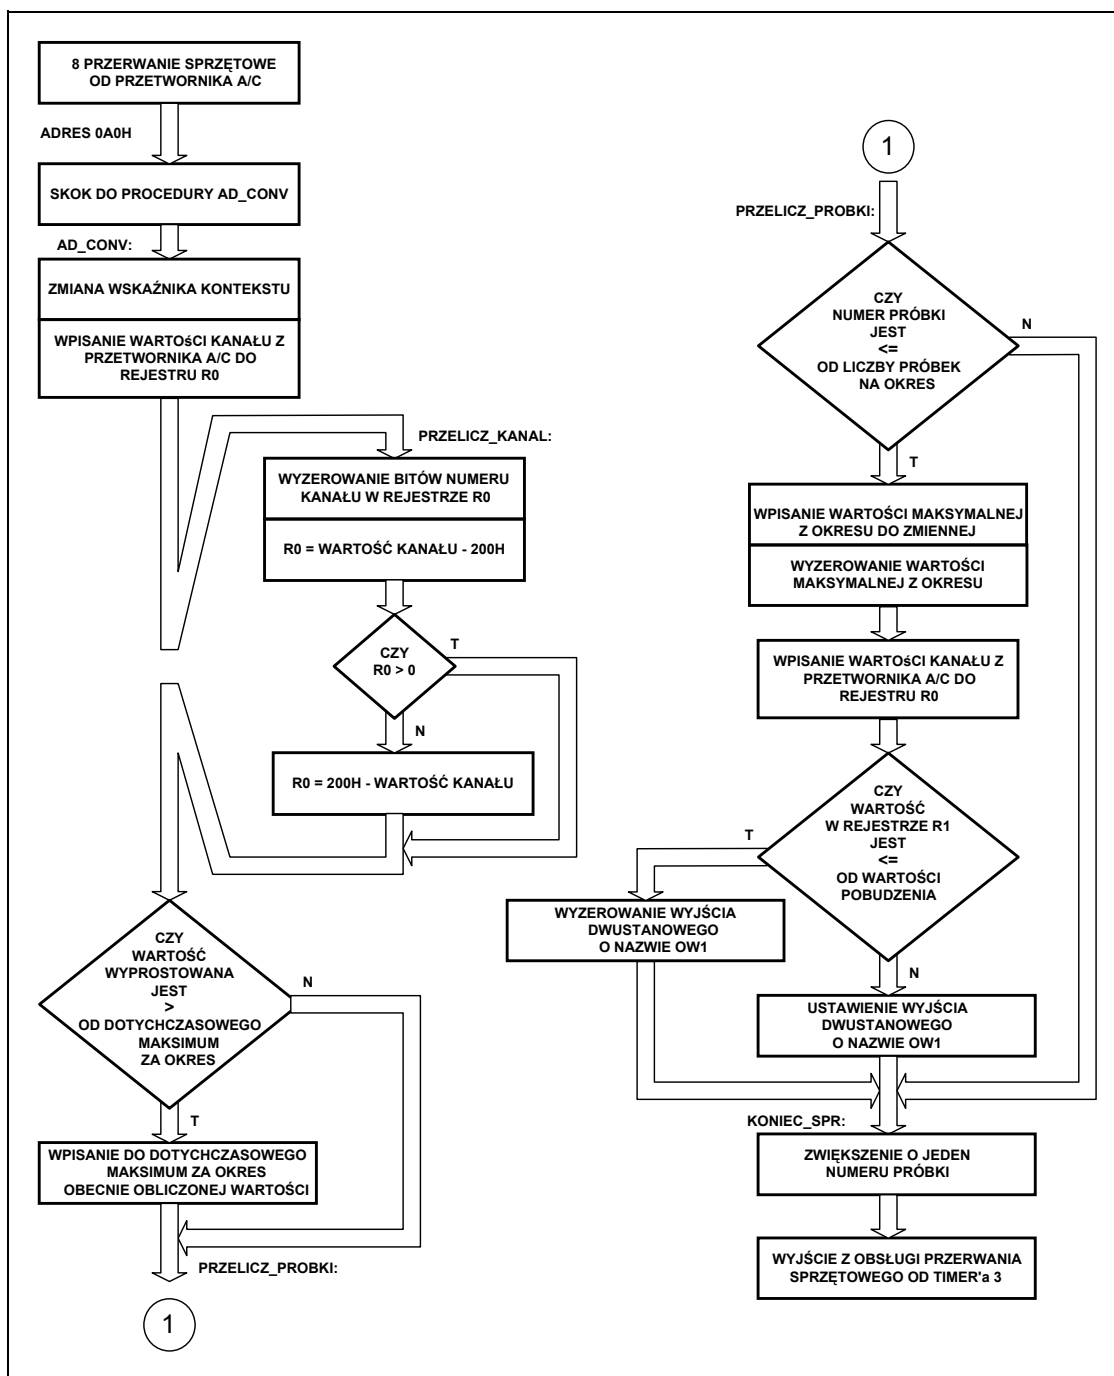 8 PRZERWANIE SPRZĘTOWE
OD PRZETWORNIKA A/C
ADRES 0A0H
SKOK DO PROCEDURY AD_CONV
AD_CONV:
ZMIANA WSKAŹNIKA KONTEKSTU
WPISANIE WARTOśCI KANAŁU Z
PRZETWORNIKA A/C DO
REJESTRU R0
PRZELICZ_KANAL:
WYZEROWANIE BITÓW NUMERU
KANAŁU W REJESTRZE R0
R0 = WARTOŚĆ KANAŁU - 200H
CZY
R0 > 0
T
N
R0 = 200H - WARTOŚĆ KANAŁU
CZY
WARTOŚĆ
WYPROSTOWANA
JEST
>
OD DOTYCHCZASOWEGO
MAKSIMUM
ZA OKRES
N
T
WPISANIE DO DOTYCHCZASOWEGO
MAKSIMUM ZA OKRES
OBECNIE OBLICZONEJ WARTOŚCI
PRZELICZ_PROBKI:
1
1
PRZELICZ_PROBKI:
CZY
NUMER PRÓBKI
JEST
<=
OD LICZBY PRÓBEK
NA OKRES
N
T
WPISANIE WARTOŚCI MAKSYMALNEJ
Z OKRESU DO ZMIENNEJ
WYZEROWANIE WARTOŚCI
MAKSYMALNEJ Z OKRESU
WPISANIE WARTOśCI KANAŁU Z
PRZETWORNIKA A/C DO
REJESTRU R0
CZY
WARTOŚĆ
W REJESTRZE R1
JEST
<=
OD WARTOŚCI
POBUDZENIA
T
N
WYZEROWANIE WYJŚCIA
DWUSTANOWEGO
O NAZWIE OW1
USTAWIENIE WYJŚCIA
DWUSTANOWEGO
O NAZWIE OW1
KONIEC_SPR:
ZWIĘKSZENIE O JEDEN
NUMERU PRÓBKI
WYJŚCIE Z OBSŁUGI PRZERWANIA
SPRZĘTOWEGO OD TIMER'a 3